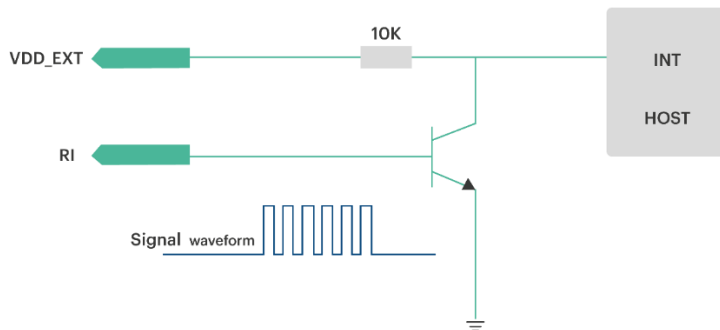 10K
VDD_EXT
INT
HOST
RI
Signal waveform